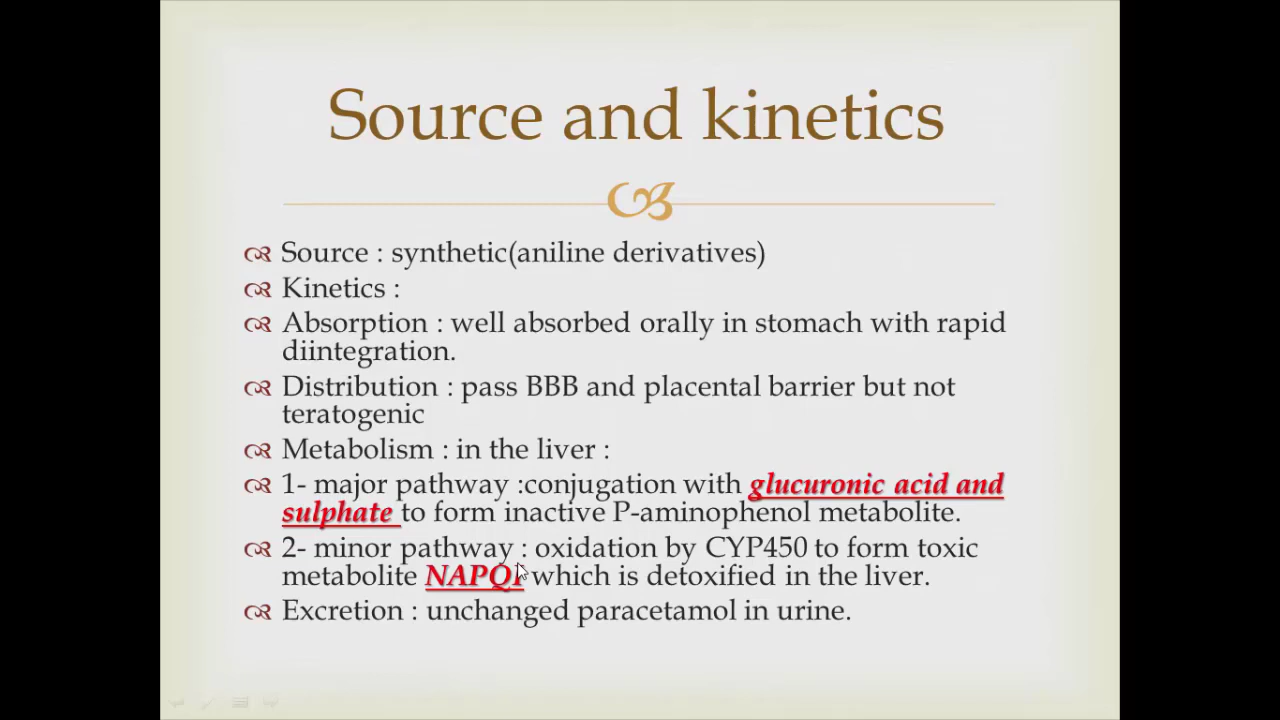 Source and kinetics
Source : synthetic(aniline derivatives)
Kinetics :
Absorption : well absorbed orally in stomach with rapid
diintegration.
Distribution : pass BBB and placental barrier but not
teratogenic
Metabolism : in the liver :
1- major pathway :conjugation with glucuronic acid and
sulphate to form inactive P-aminophenol metabolite.
2- minor pathway : oxidation by CYP450 to form toxic
metabolite NAPQI which is detoxified in the liver.
Excretion : unchanged paracetamol in urine.